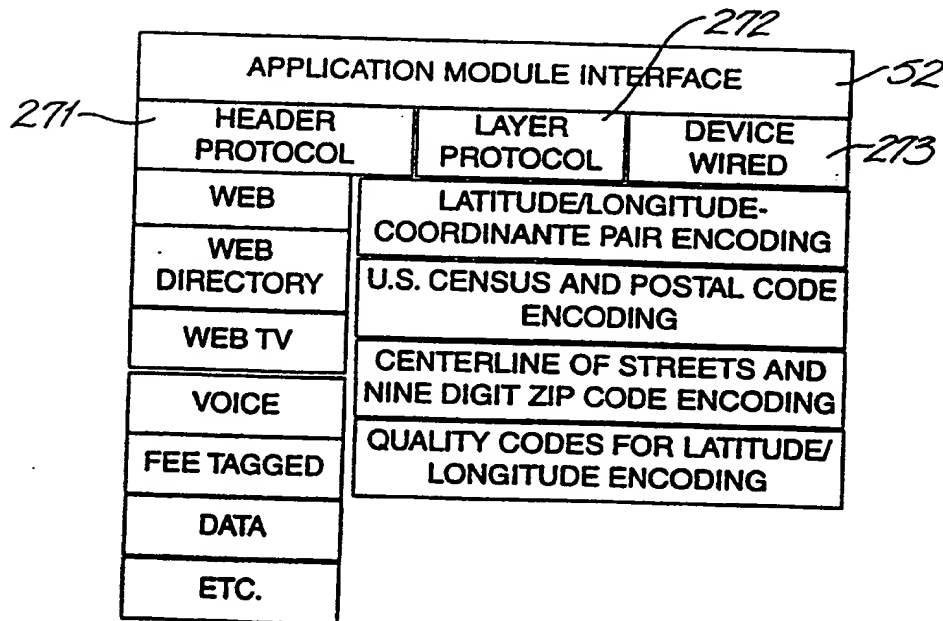 272
APPLICATION MODULE INTERFACE
52
271
HEADER
PROTOCOL
LAYER
PROTOCOL
DEVICE
WIRED
273
WEB
WEB
DIRECTORY
WEB TV
VOICE
FEE TAGGED
DATA
ETC.
LATITUDE/LONGITUDE-
COORDINANTE PAIR ENCODING
U.S. CENSUS AND POSTAL CODE
ENCODING
CENTERLINE OF STREETS AND
NINE DIGIT ZIP CODE ENCODING
QUALITY CODES FOR LATITUDE/
LONGITUDE ENCODING